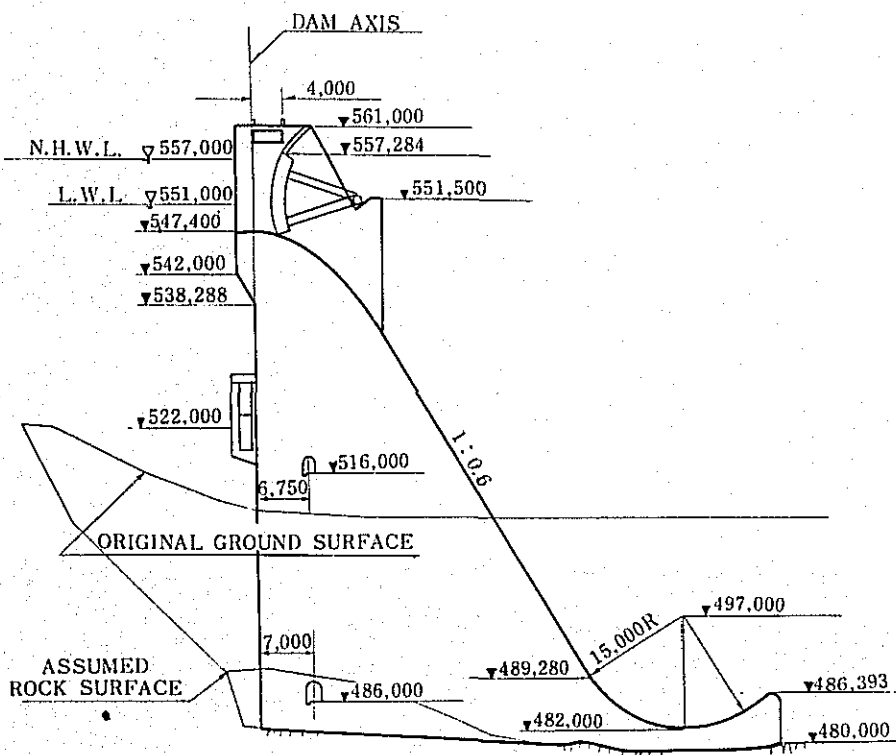 DAM AXIS
4,000
▼561,000
N.H.W.L. ▽ 557,000
▼557,284
L.W.L ▽551,000
▼551,500
▼547,400
▼542,000
▼538,288
▼522,000
1:0.6
▼516,000
6,750
ORIGINAL GROUND SURFACE
▼497,000
15,000R
7,000
ASSUMED
ROCK SURFACE
▼489,280
▼486,000
▼486,393
▼482,000
▼480,000